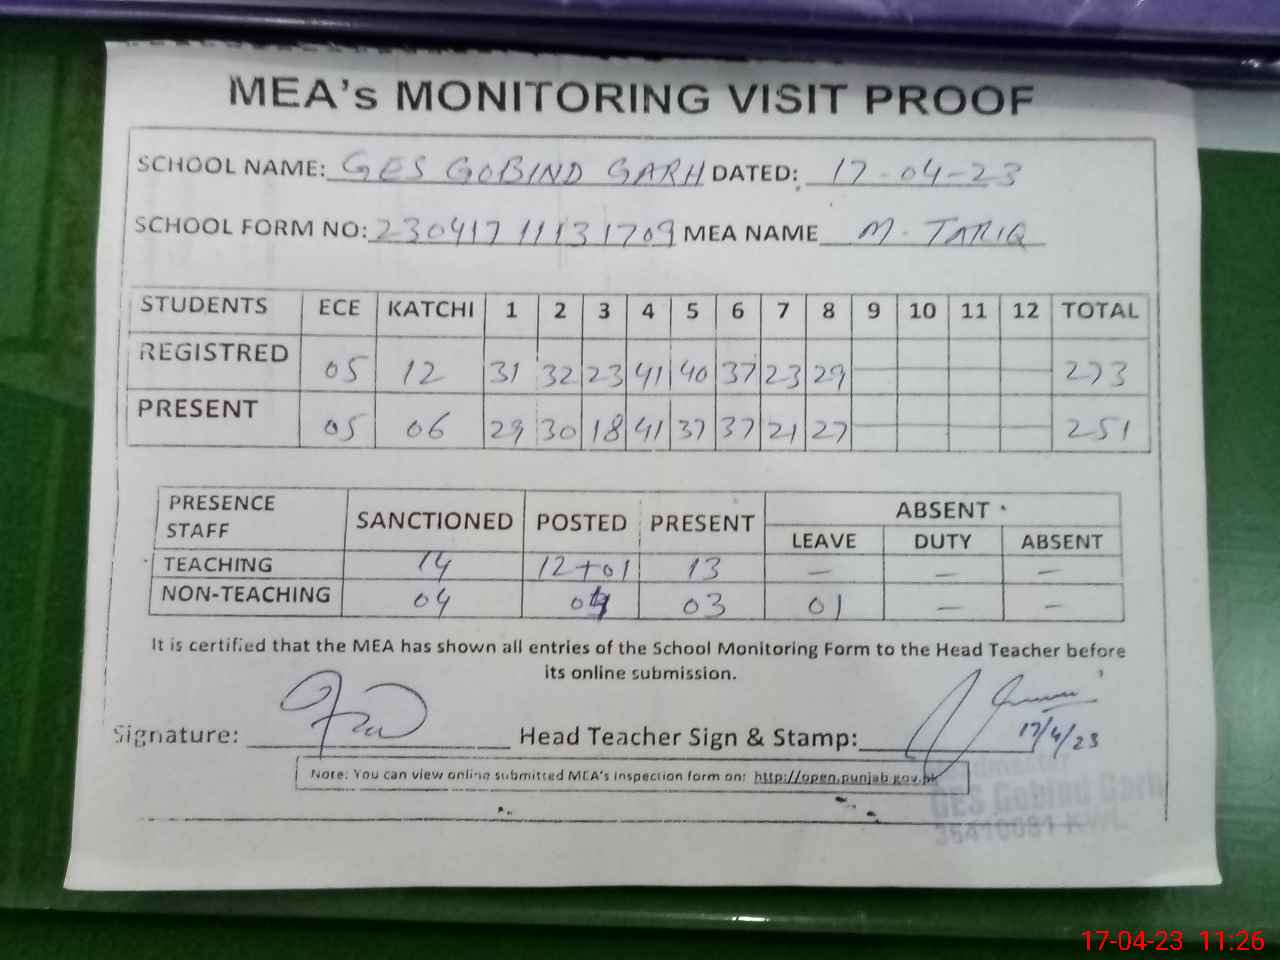 MEA's MONITORING VISIT PROOF
SCHOOL NAME: GES GOBIND GARH DATED: 17-04-23
SCHOOL FORM NO: 23041711131709 MEA NAME M. TARIQ
STUDENTS ECE KATCHI 1 2 3 4 5 6 7 8 9 10 11 12 TOTAL
REGISTRED 05 12 31 32 23 41 40 37 23 29 — — — — 273
PRESENT 05 06 29 30 18 41 37 37 21 27 — — — — 251
PRESENCE STAFF SANCTIONED POSTED PRESENT ABSENT
LEAVE DUTY ABSENT
TEACHING 14 12+01 13 — — —
NON-TEACHING 04 04 03 01 — —
It is certified that the MEA has shown all entries of the School Monitoring Form to the Head Teacher before
its online submission.
Signature: Head Teacher Sign & Stamp:
17/4/23
Note: You can view online submitted MEA's inspection form on: http://open.punjab.gov.pk
Headmaster
GES Gobind Garh
35410081 KWL
17-04-23 11:26